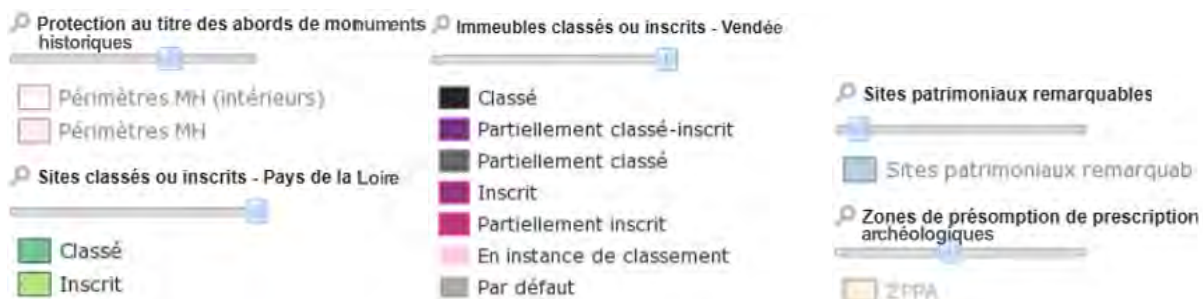 Protection au titre des abords de monuments
historiques
Périmètres MH (intérieurs)
Périmètres MH
Sites classés ou inscrits - Pays de la Loire
Classé
Inscrit
Immeubles classés ou inscrits - Vendée
Classé
Partiellement classé-inscrit
Partiellement classé
Inscrit
Partiellement inscrit
En instance de classement
Par défaut
Sites patrimoniaux remarquables
Sites patrimoniaux remarquab
Zones de présomption de prescription
archéologiques
ZPPA